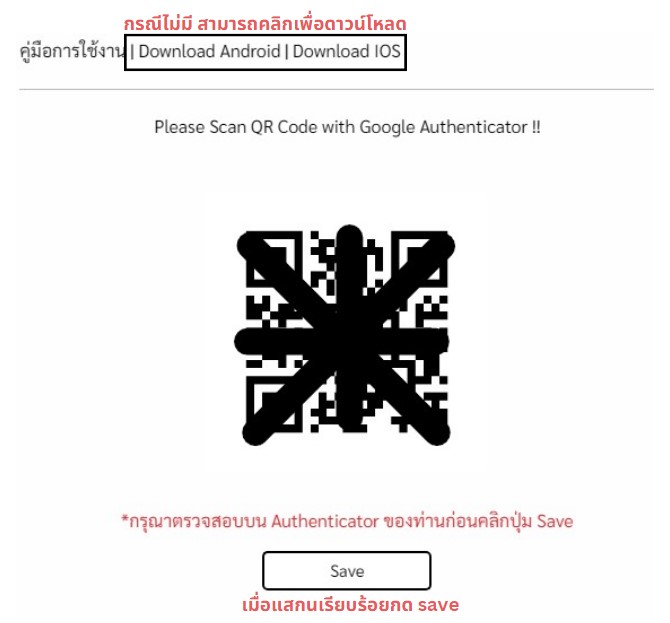 กรณีไม่มี สามารถคลิกเพื่อดาวน์โหลด
คู่มือการใช้งาน | Download Android | Download IOS
Please Scan QR Code with Google Authenticator !!
*กรุณาตรวจสอบบน Authenticator ของท่านก่อนคลิกปุ่ม Save
Save
เมื่อแสกนเรียบร้อยกด save